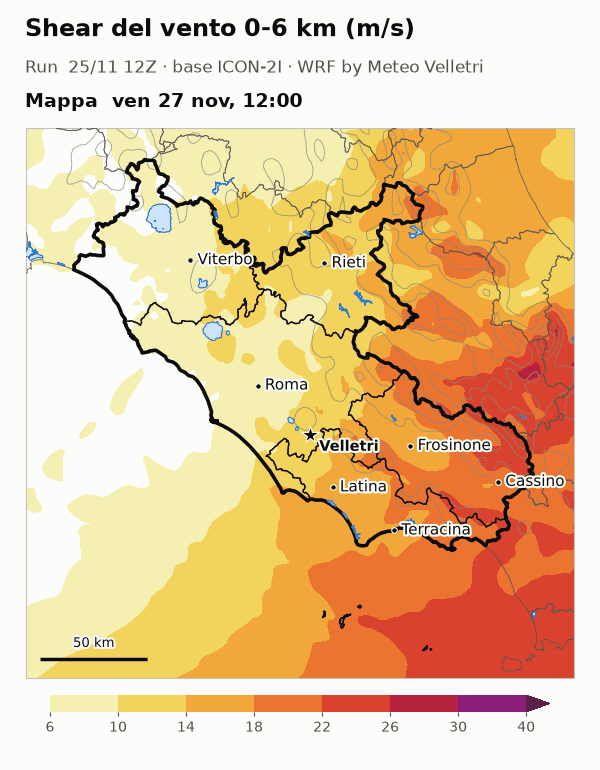 Shear del vento 0-6 km (m/s)
Run  25/11 12Z · base ICON-2I · WRF by Meteo Velletri
Mappa  ven 27 nov, 12:00
Viterbo
Rieti
Roma
Velletri
Frosinone
Latina
Cassino
Terracina
50 km
6 10 14 18 22 26 30 40